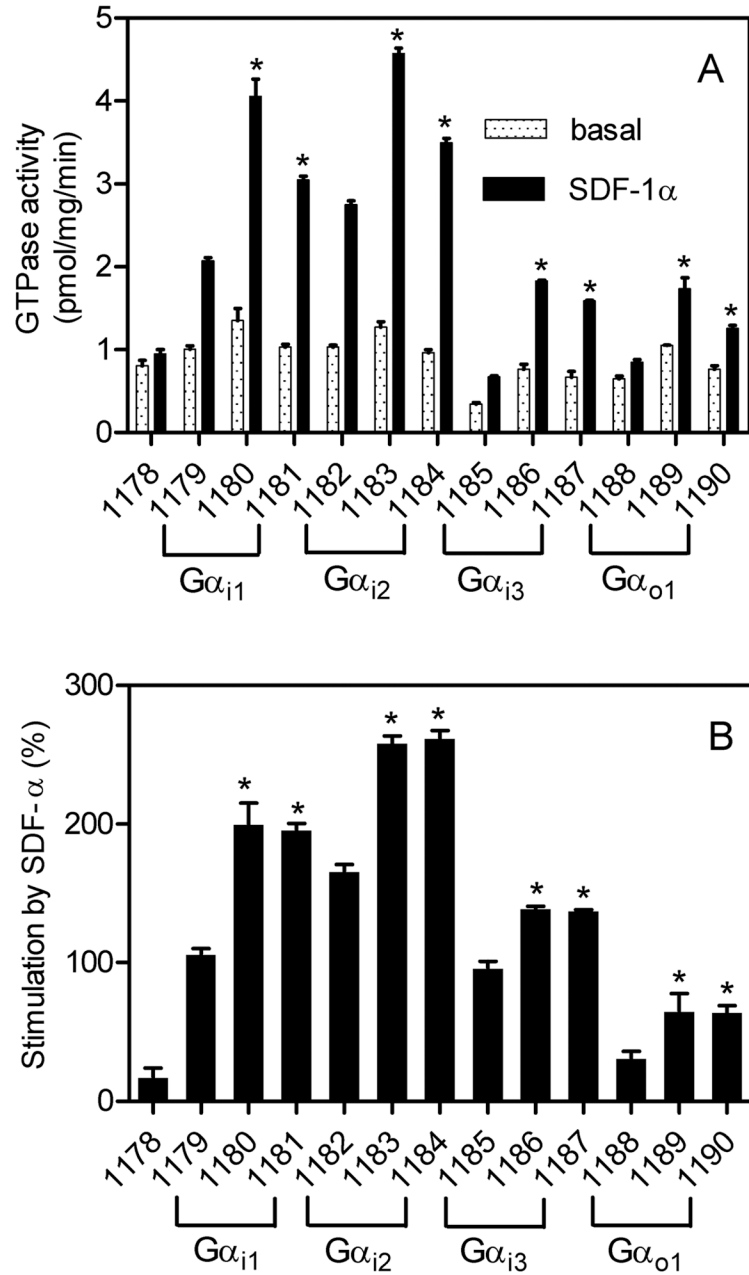 A
5
4
3
2
1
0
GTPase activity
(pmol/mg/min)
basal
SDF-1α
* * * * * * * *
1178 1179 1180 1181 1182 1183 1184 1185 1186 1187 1188 1189 1190
Gαi1 Gαi2 Gαi3 Gαo1
B
300
200
100
0
Stimulation by SDF-α (%)
* * * * * * * *
1178 1179 1180 1181 1182 1183 1184 1185 1186 1187 1188 1189 1190
Gαi1 Gαi2 Gαi3 Gαo1